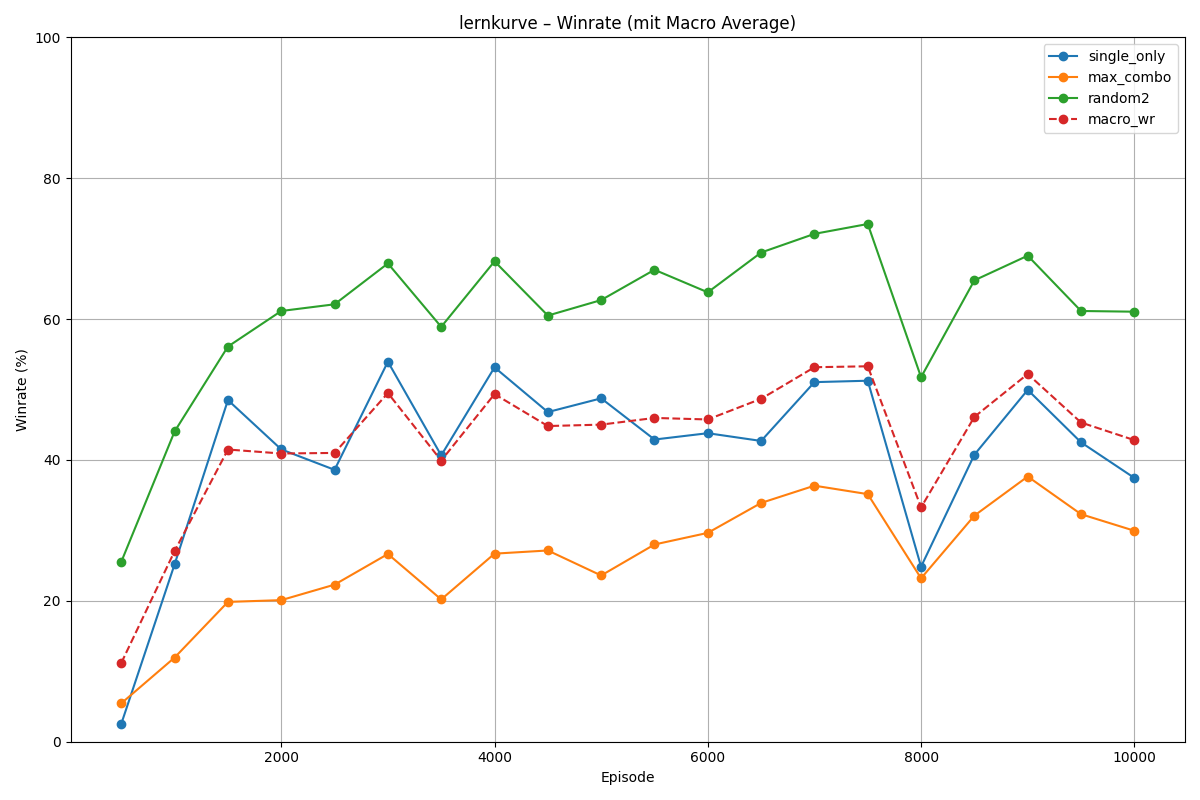 lernkurve – Winrate (mit Macro Average)
100
80
60
40
20
0
Winrate (%)
2000
4000
6000
8000
10000
Episode
single_only
max_combo
random2
macro_wr